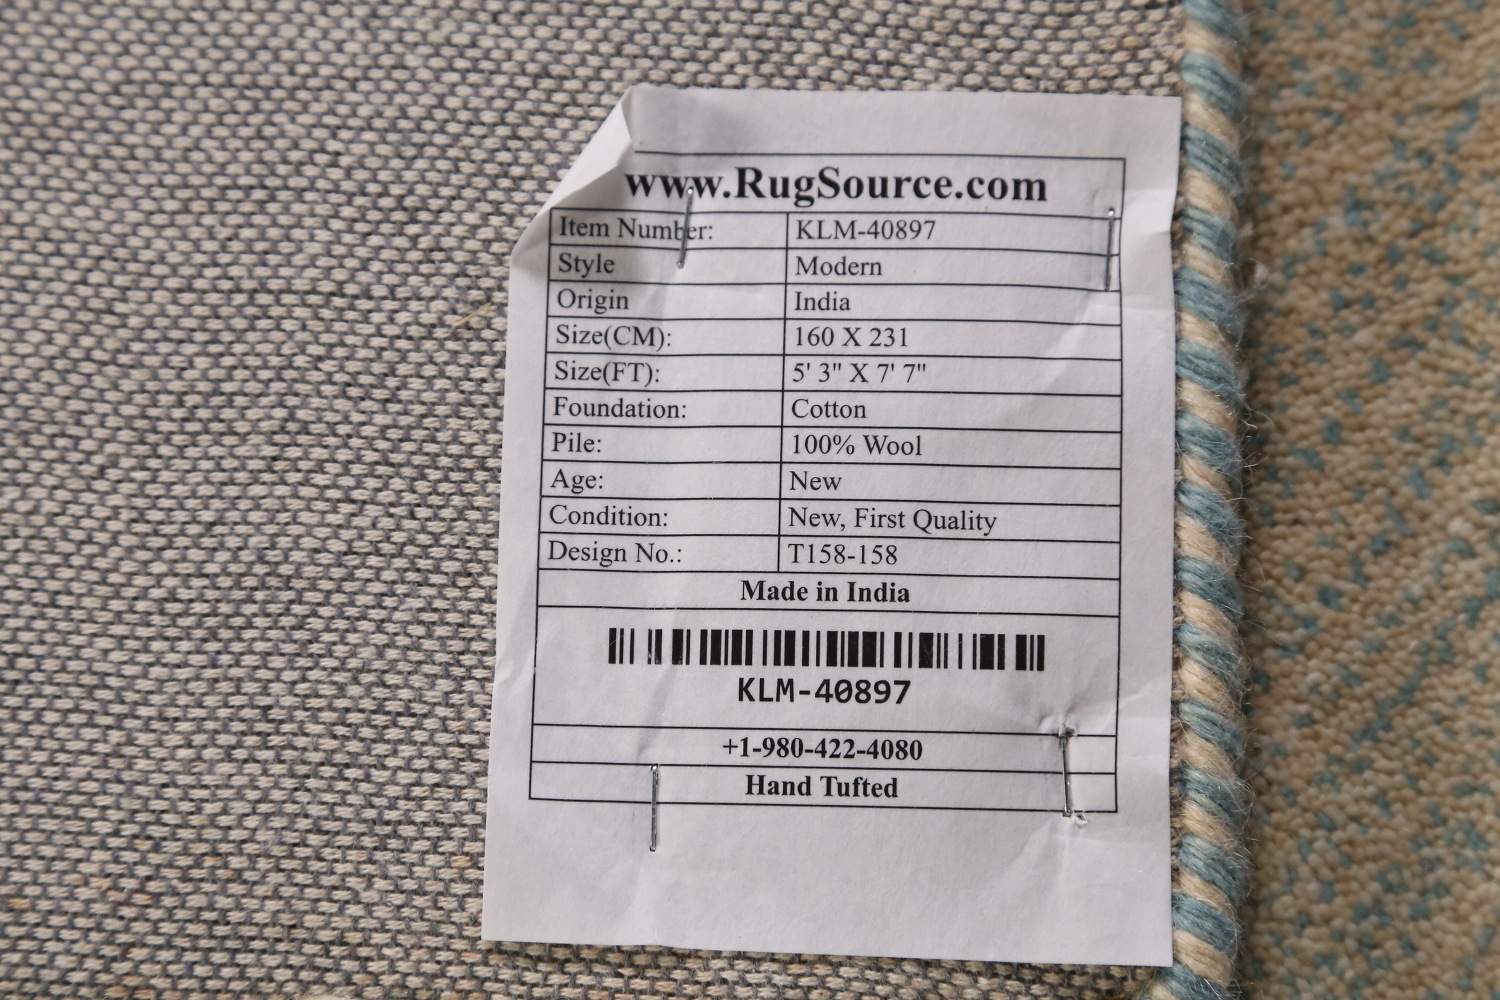 www.RugSource.com
Item Number: KLM-40897
Style Modern
Origin India
Size(CM): 160 X 231
Size(FT): 5' 3" X 7' 7"
Foundation: Cotton
Pile: 100% Wool
Age: New
Condition: New, First Quality
Design No.: T158-158
Made in India
KLM-40897
+1-980-422-4080
Hand Tufted